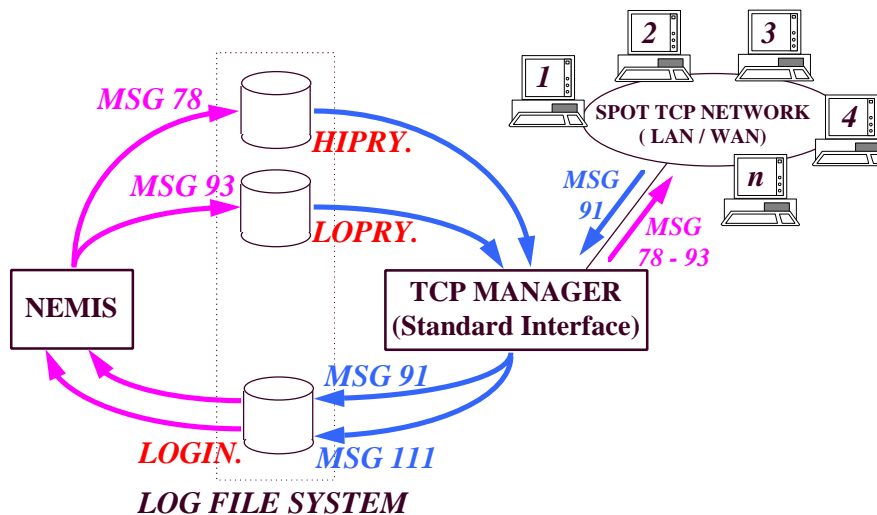 2
3
1
MSG 78
SPOT TCP NETWORK
( LAN / WAN)
4
HIPRY.
MSG 93
n
MSG
91
MSG
78 - 93
LOPRY.
NEMIS
TCP MANAGER
(Standard Interface)
MSG 91
LOGIN.
MSG 111
LOG FILE SYSTEM